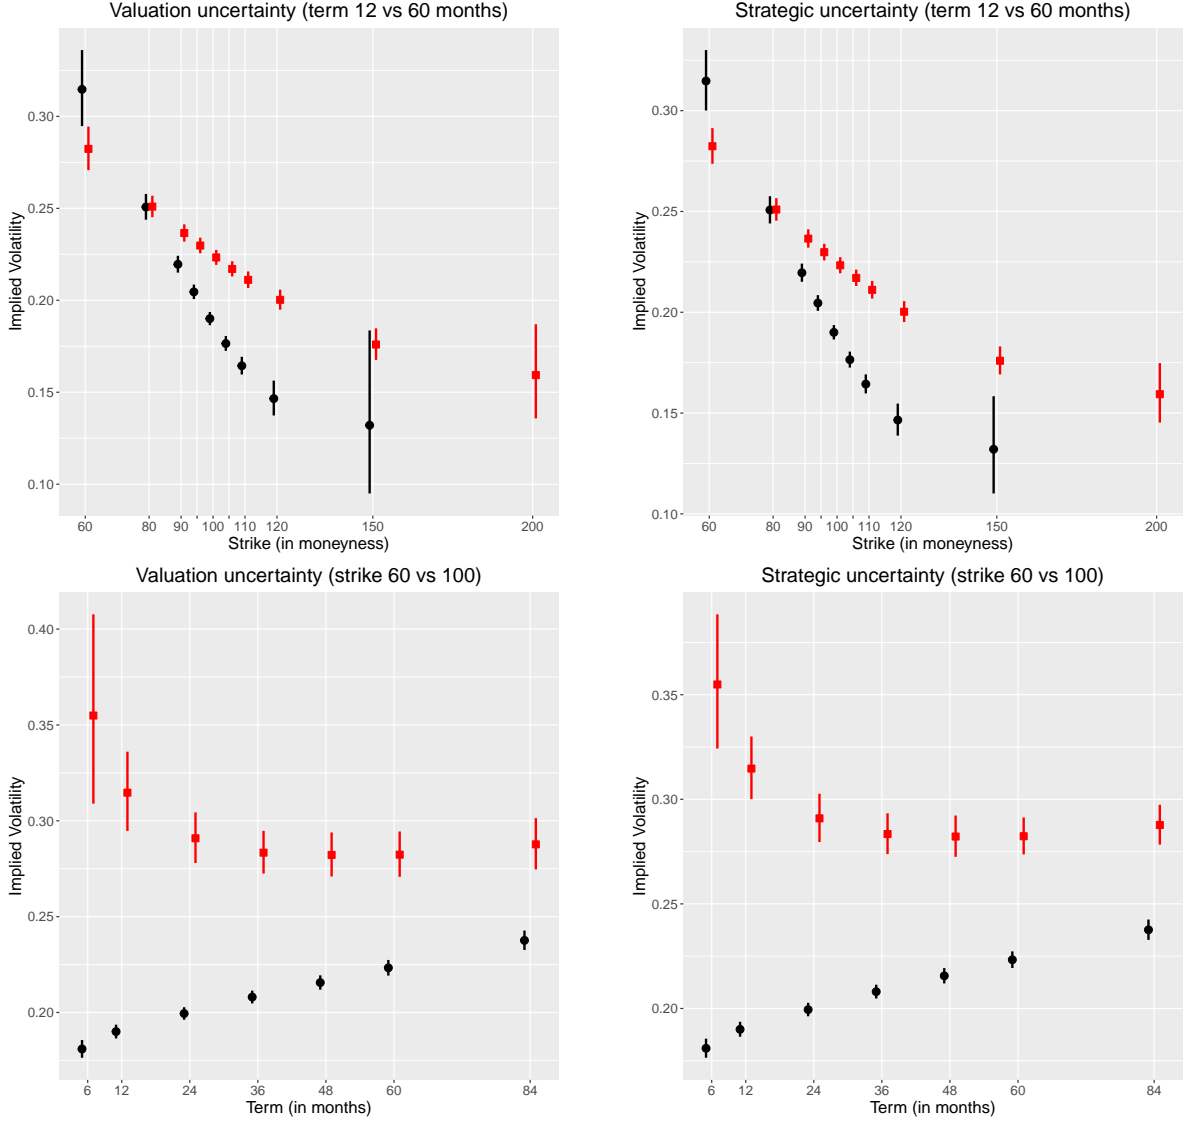 Valuation uncertainty (term 12 vs 60 months)
Implied Volatility
0.30
0.25
0.20
0.15
0.10
60 80 90 100 110 120 150 200
Strike (in moneyness)
Strategic uncertainty (term 12 vs 60 months)
Implied Volatility
0.30
0.25
0.20
0.15
0.10
60 80 90 100 110 120 150 200
Strike (in moneyness)
Valuation uncertainty (strike 60 vs 100)
Implied Volatility
0.40
0.35
0.30
0.25
0.20
6 12 24 36 48 60 84
Term (in months)
Strategic uncertainty (strike 60 vs 100)
Implied Volatility
0.35
0.30
0.25
0.20
6 12 24 36 48 60 84
Term (in months)